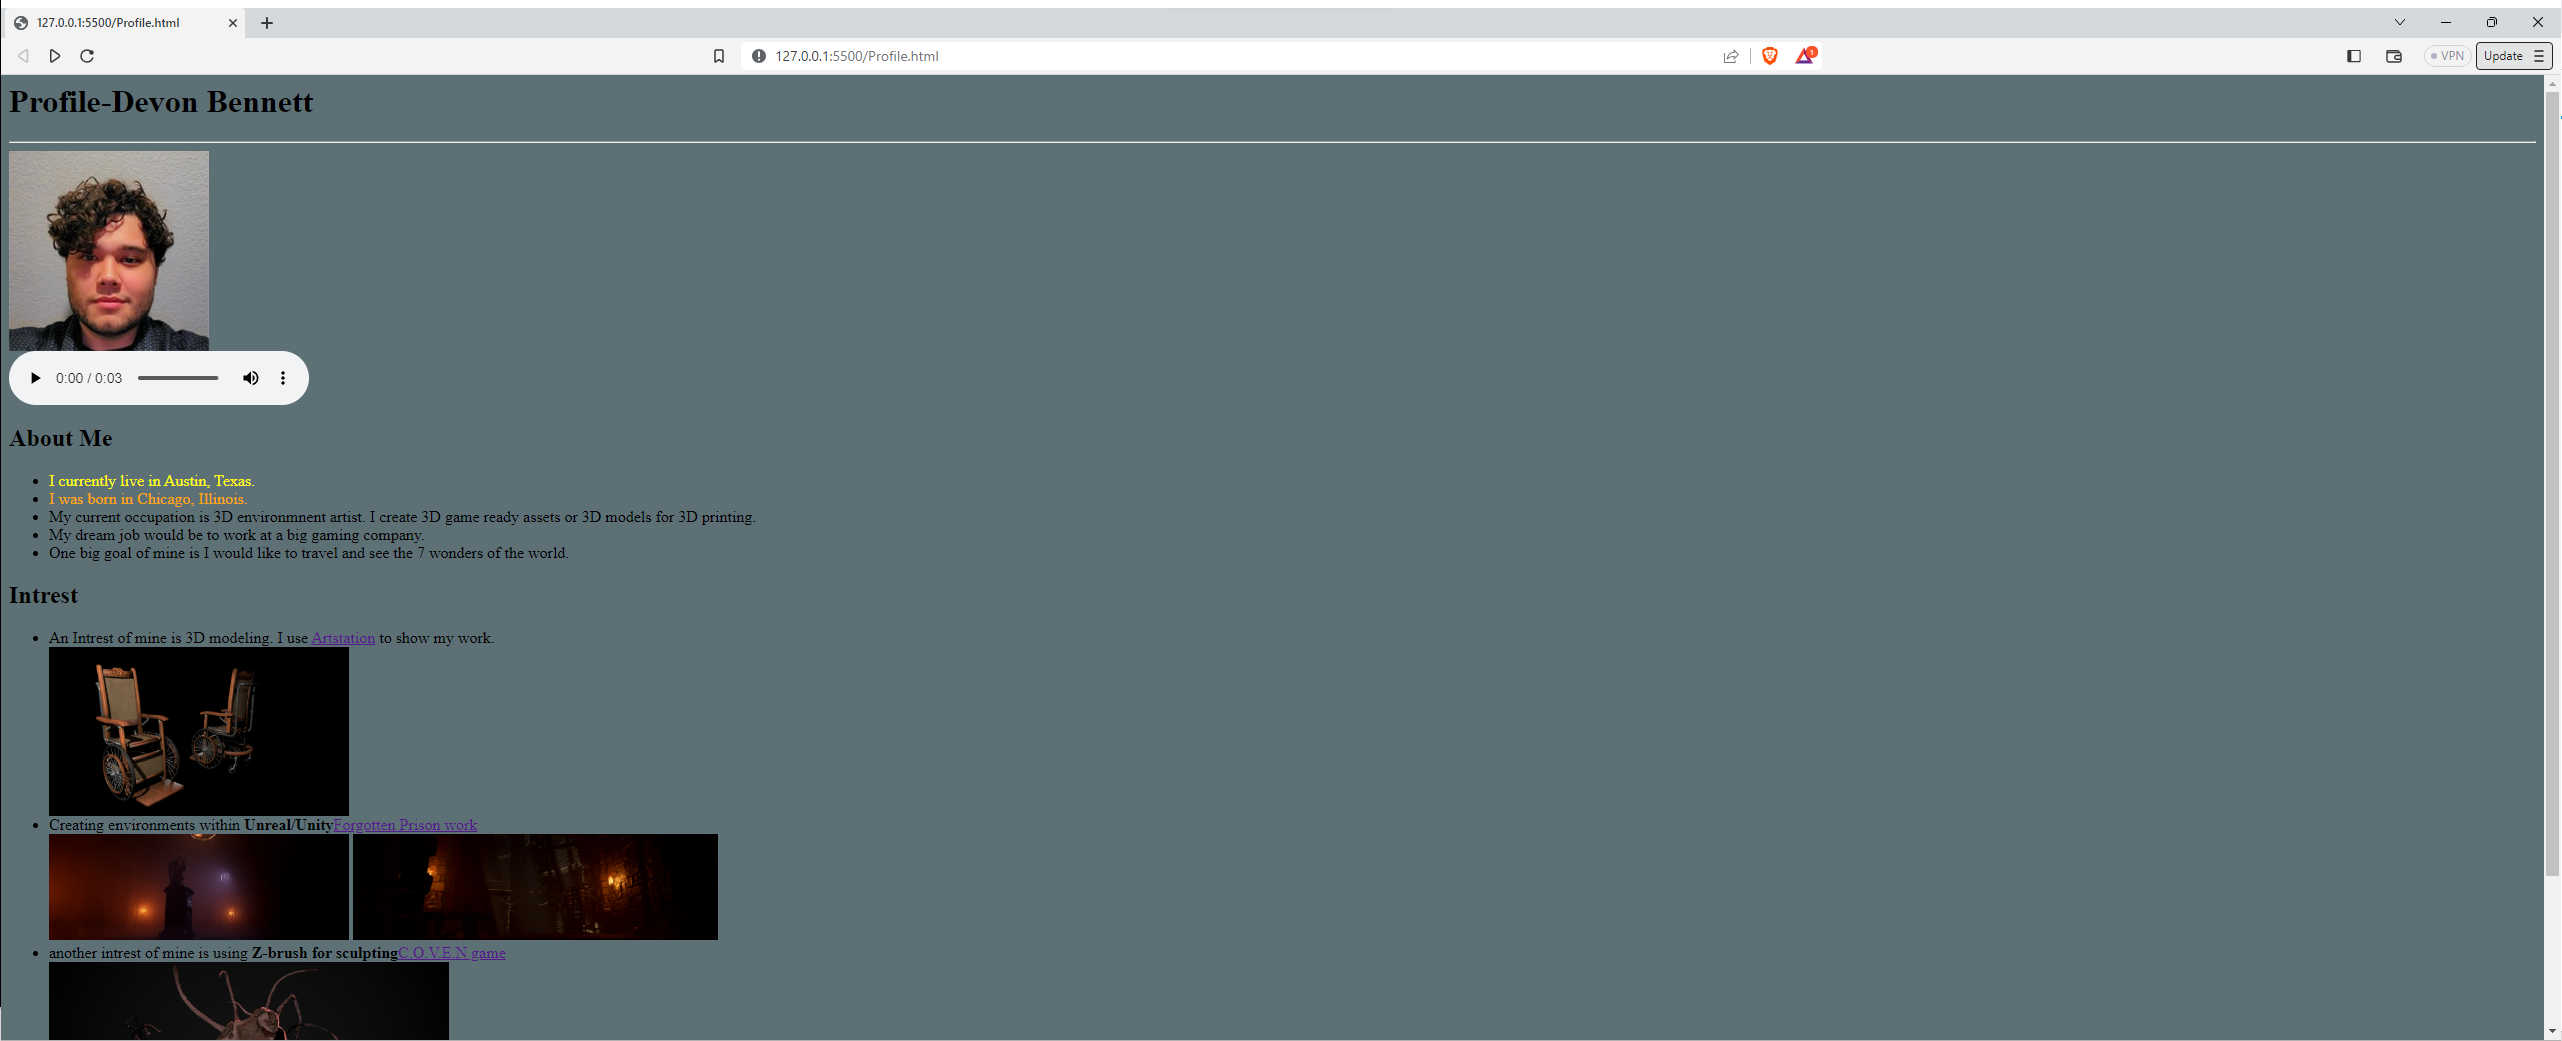 127.0.0.1:5500/Profile.html
127.0.0.1:5500/Profile.html
1
VPN
Update
Profile-Devon Bennett
0:00 / 0:03
About Me
I currently live in Austin, Texas.
I was born in Chicago, Illinois.
My current occupation is 3D environmnent artist. I create 3D game ready assets or 3D models for 3D printing.
My dream job would be to work at a big gaming company.
One big goal of mine is I would like to travel and see the 7 wonders of the world.
Intrest
An Intrest of mine is 3D modeling. I use Artstation to show my work.
Creating environments within Unreal/UnityForgotten Prison work
another intrest of mine is using Z-brush for sculptingC.O.V.E.N game